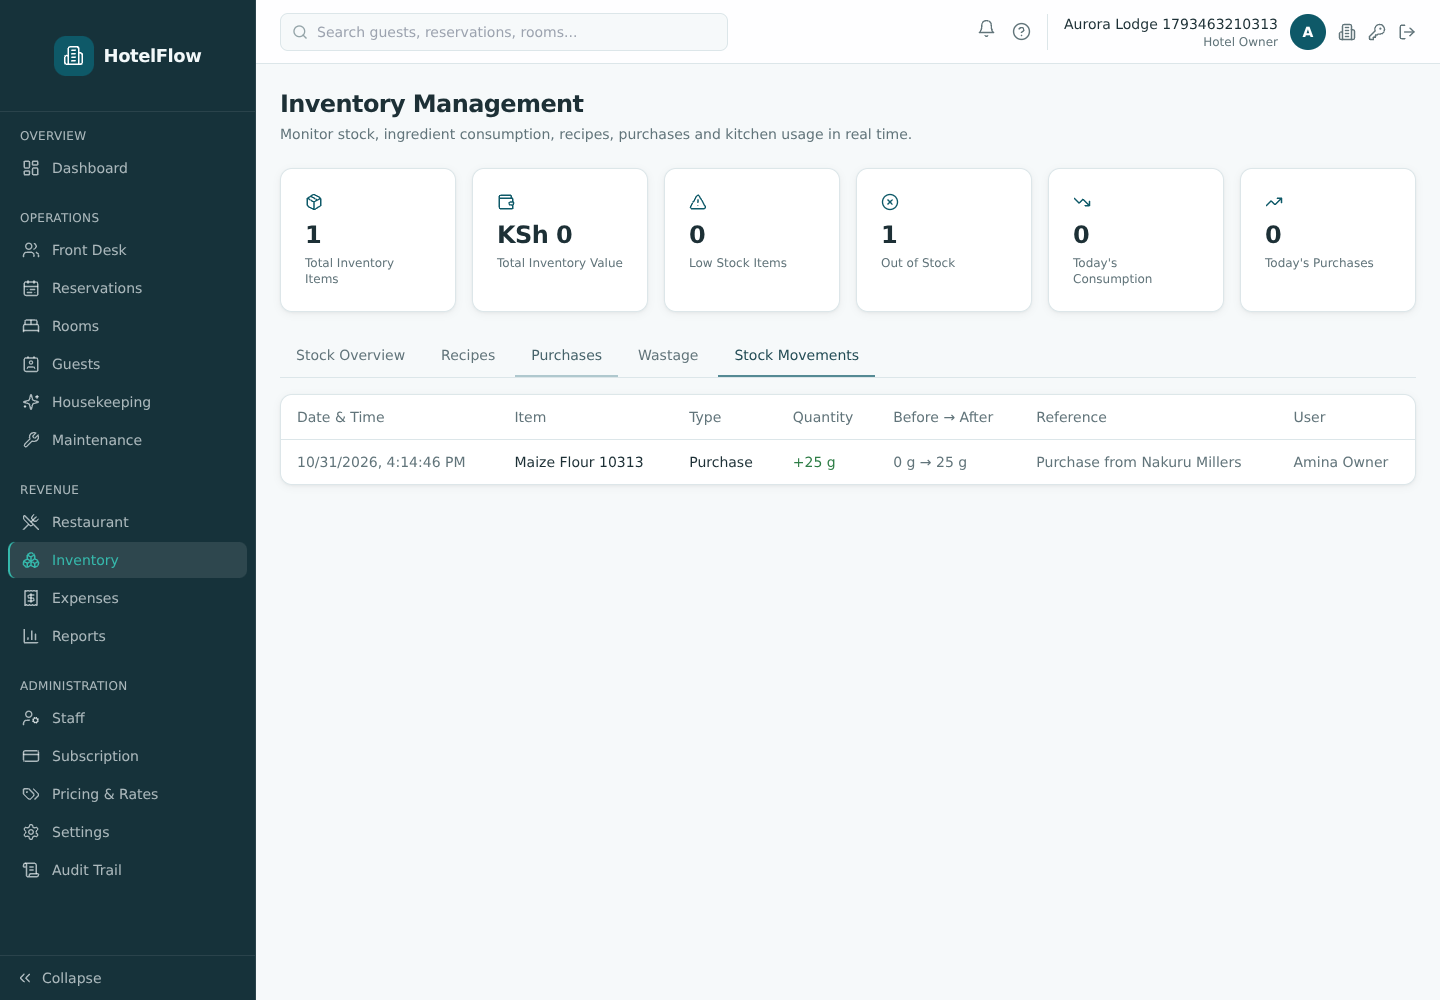 HotelFlow
OVERVIEW
Dashboard
OPERATIONS
Front Desk
Reservations
Rooms
Guests
Housekeeping
Maintenance
REVENUE
Restaurant
Inventory
Expenses
Reports
ADMINISTRATION
Staff
Subscription
Pricing & Rates
Settings
Audit Trail
Collapse
Search guests, reservations, rooms...
Aurora Lodge 1793463210313
Hotel Owner
A
Inventory Management
Monitor stock, ingredient consumption, recipes, purchases and kitchen usage in real time.
1
Total Inventory
Items
KSh 0
Total Inventory Value
0
Low Stock Items
1
Out of Stock
0
Today's
Consumption
0
Today's Purchases
Stock Overview Recipes Purchases Wastage Stock Movements
Date & Time Item Type Quantity Before → After Reference User
10/31/2026, 4:14:46 PM Maize Flour 10313 Purchase +25 g 0 g → 25 g Purchase from Nakuru Millers Amina Owner